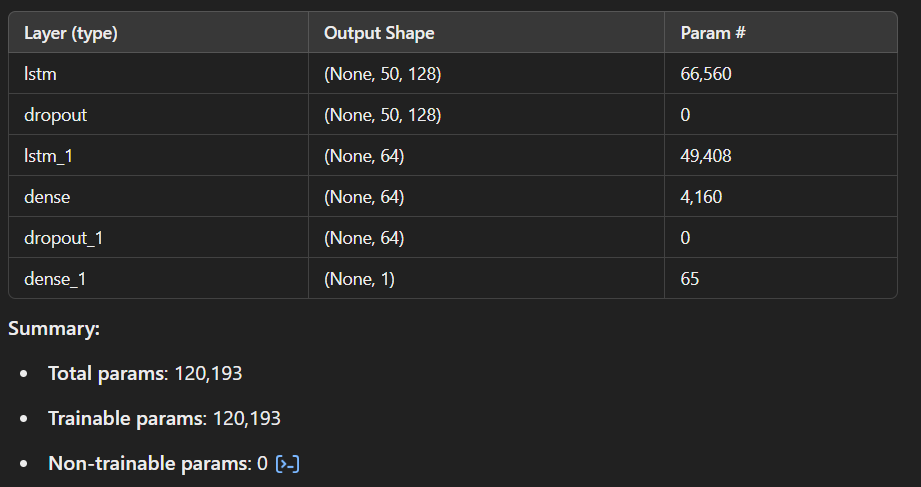 Layer (type) Output Shape Param #
lstm (None, 50, 128) 66,560
dropout (None, 50, 128) 0
lstm_1 (None, 64) 49,408
dense (None, 64) 4,160
dropout_1 (None, 64) 0
dense_1 (None, 1) 65
Summary:
• Total params: 120,193
• Trainable params: 120,193
• Non-trainable params: 0 [>-]